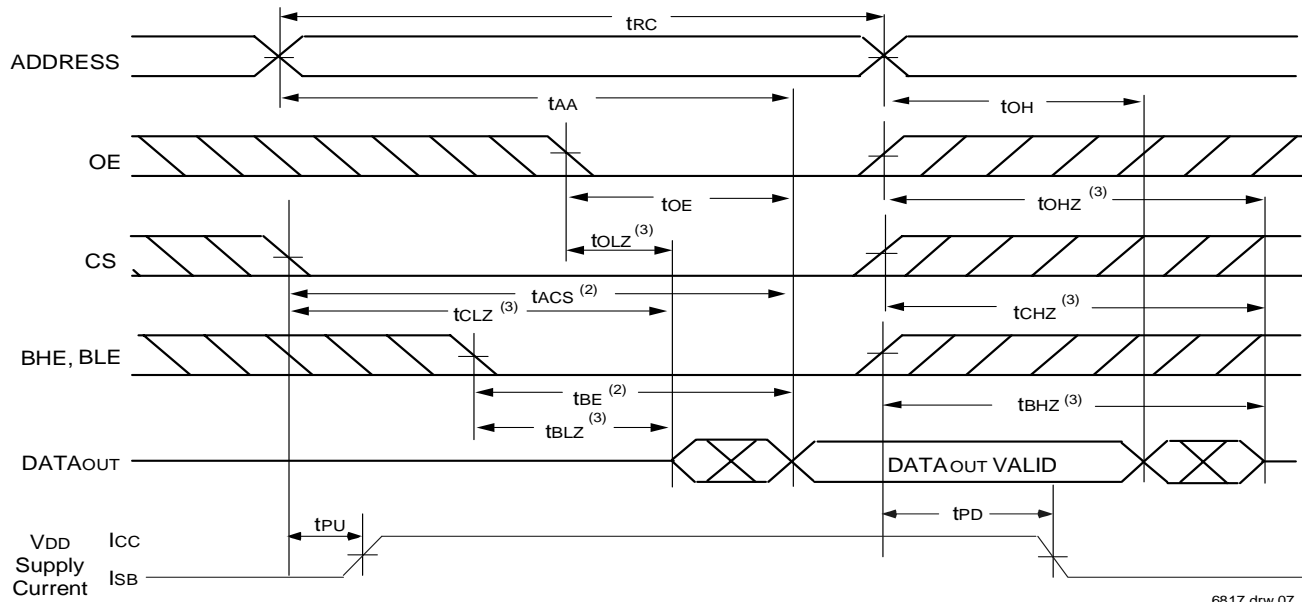 tRC
ADDRESS
tAA
tOH
OE
tOE
tOHZ (3)
tOLZ (3)
CS
tACS (2)
tCLZ (3)
tCHZ (3)
BHE, BLE
tBE (2)
tBHZ (3)
tBLZ (3)
DATAOUT
DATAOUT VALID
tPU
tPD
VDD
Supply
Current
ICC
ISB
6817 drw 07